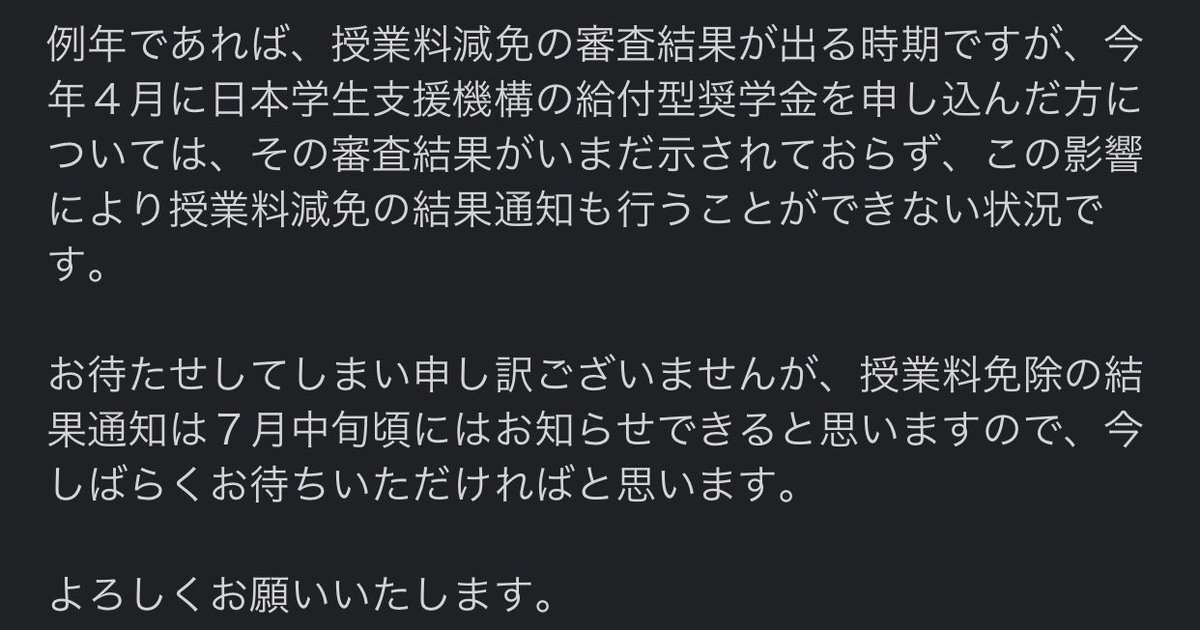 例年であれば、授業料減免の審査結果が出る時期ですが、今
年４月に日本学生支援機構の給付型奨学金を申し込んだ方に
ついては、その審査結果がいまだ示されておらず、この影響
により授業料減免の結果通知も行うことができない状況で
す。
お待たせしてしまい申し訳ございませんが、授業料免除の結
果通知は７月中旬頃にはお知らせできると思いますので、今
しばらくお待ちいただければと思います。
よろしくお願いいたします。